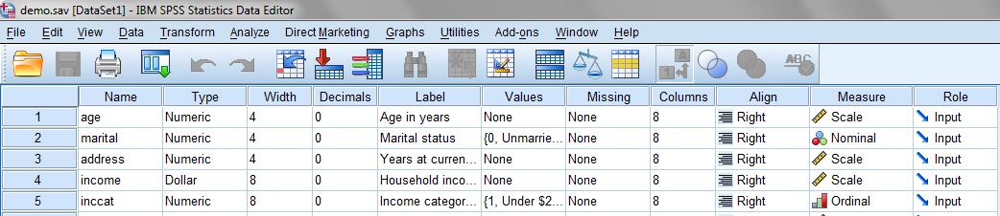 demo.sav [DataSet1] - IBM SPSS Statistics Data Editor
File Edit View Data Transform Analyze Direct Marketing Graphs Utilities Add-ons Window Help
Name Type Width Decimals Label Values Missing Columns Align Measure Role
1 age Numeric 4 0 Age in years None None 8 Right Scale Input
2 marital Numeric 4 0 Marital status {0, Unmarrie... None 8 Right Nominal Input
3 address Numeric 4 0 Years at curren... None None 8 Right Scale Input
4 income Dollar 8 0 Household inco... None None 8 Right Scale Input
5 inccat Numeric 8 0 Income categor... {1, Under $2... None 8 Right Ordinal Input